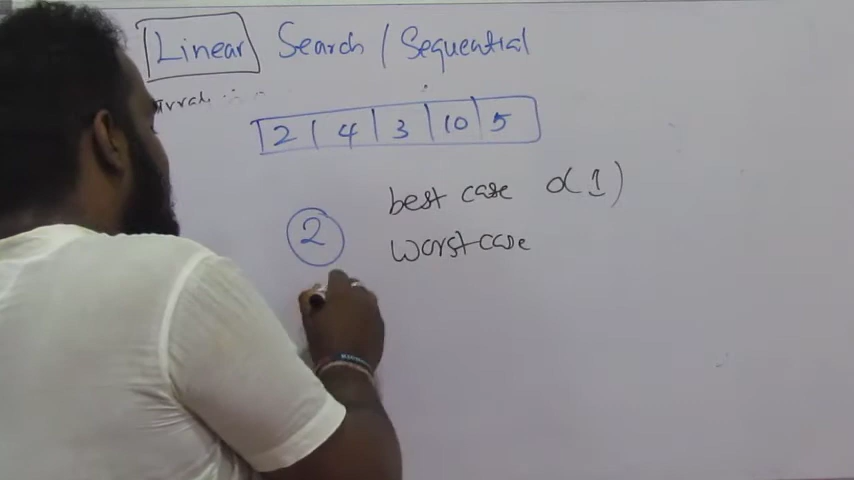 Linear Search / Sequential
2 4 3 10 5
best case O(1)
worst case
2